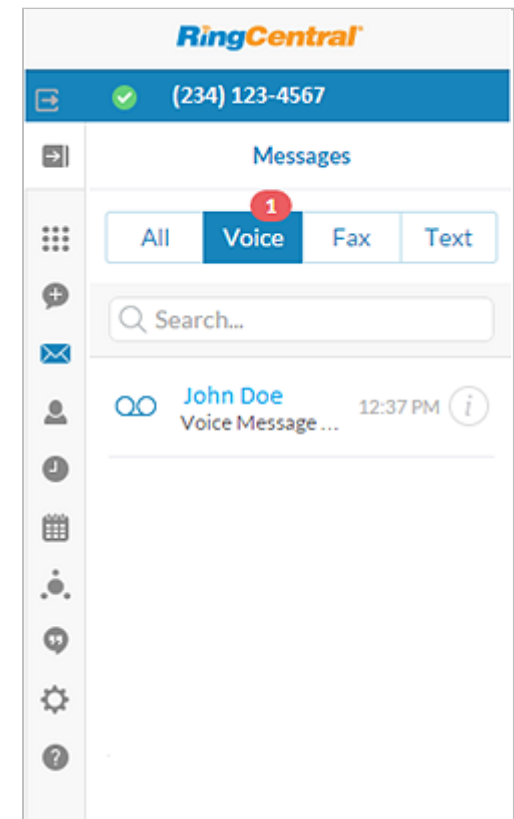 RingCentral®
(234) 123-4567
Messages
1
All Voice Fax Text
Search...
John Doe
12:37 PM i
Voice Message ...
?